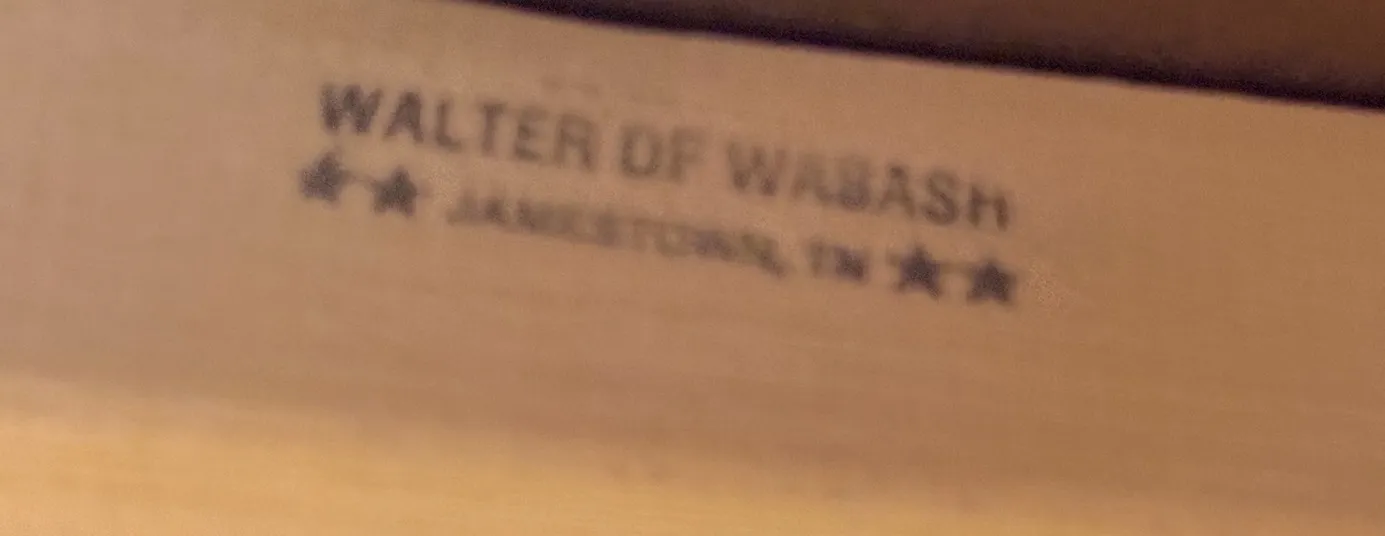 WALTER OF WABASH
★★ JAMESTOWN, TN ★★